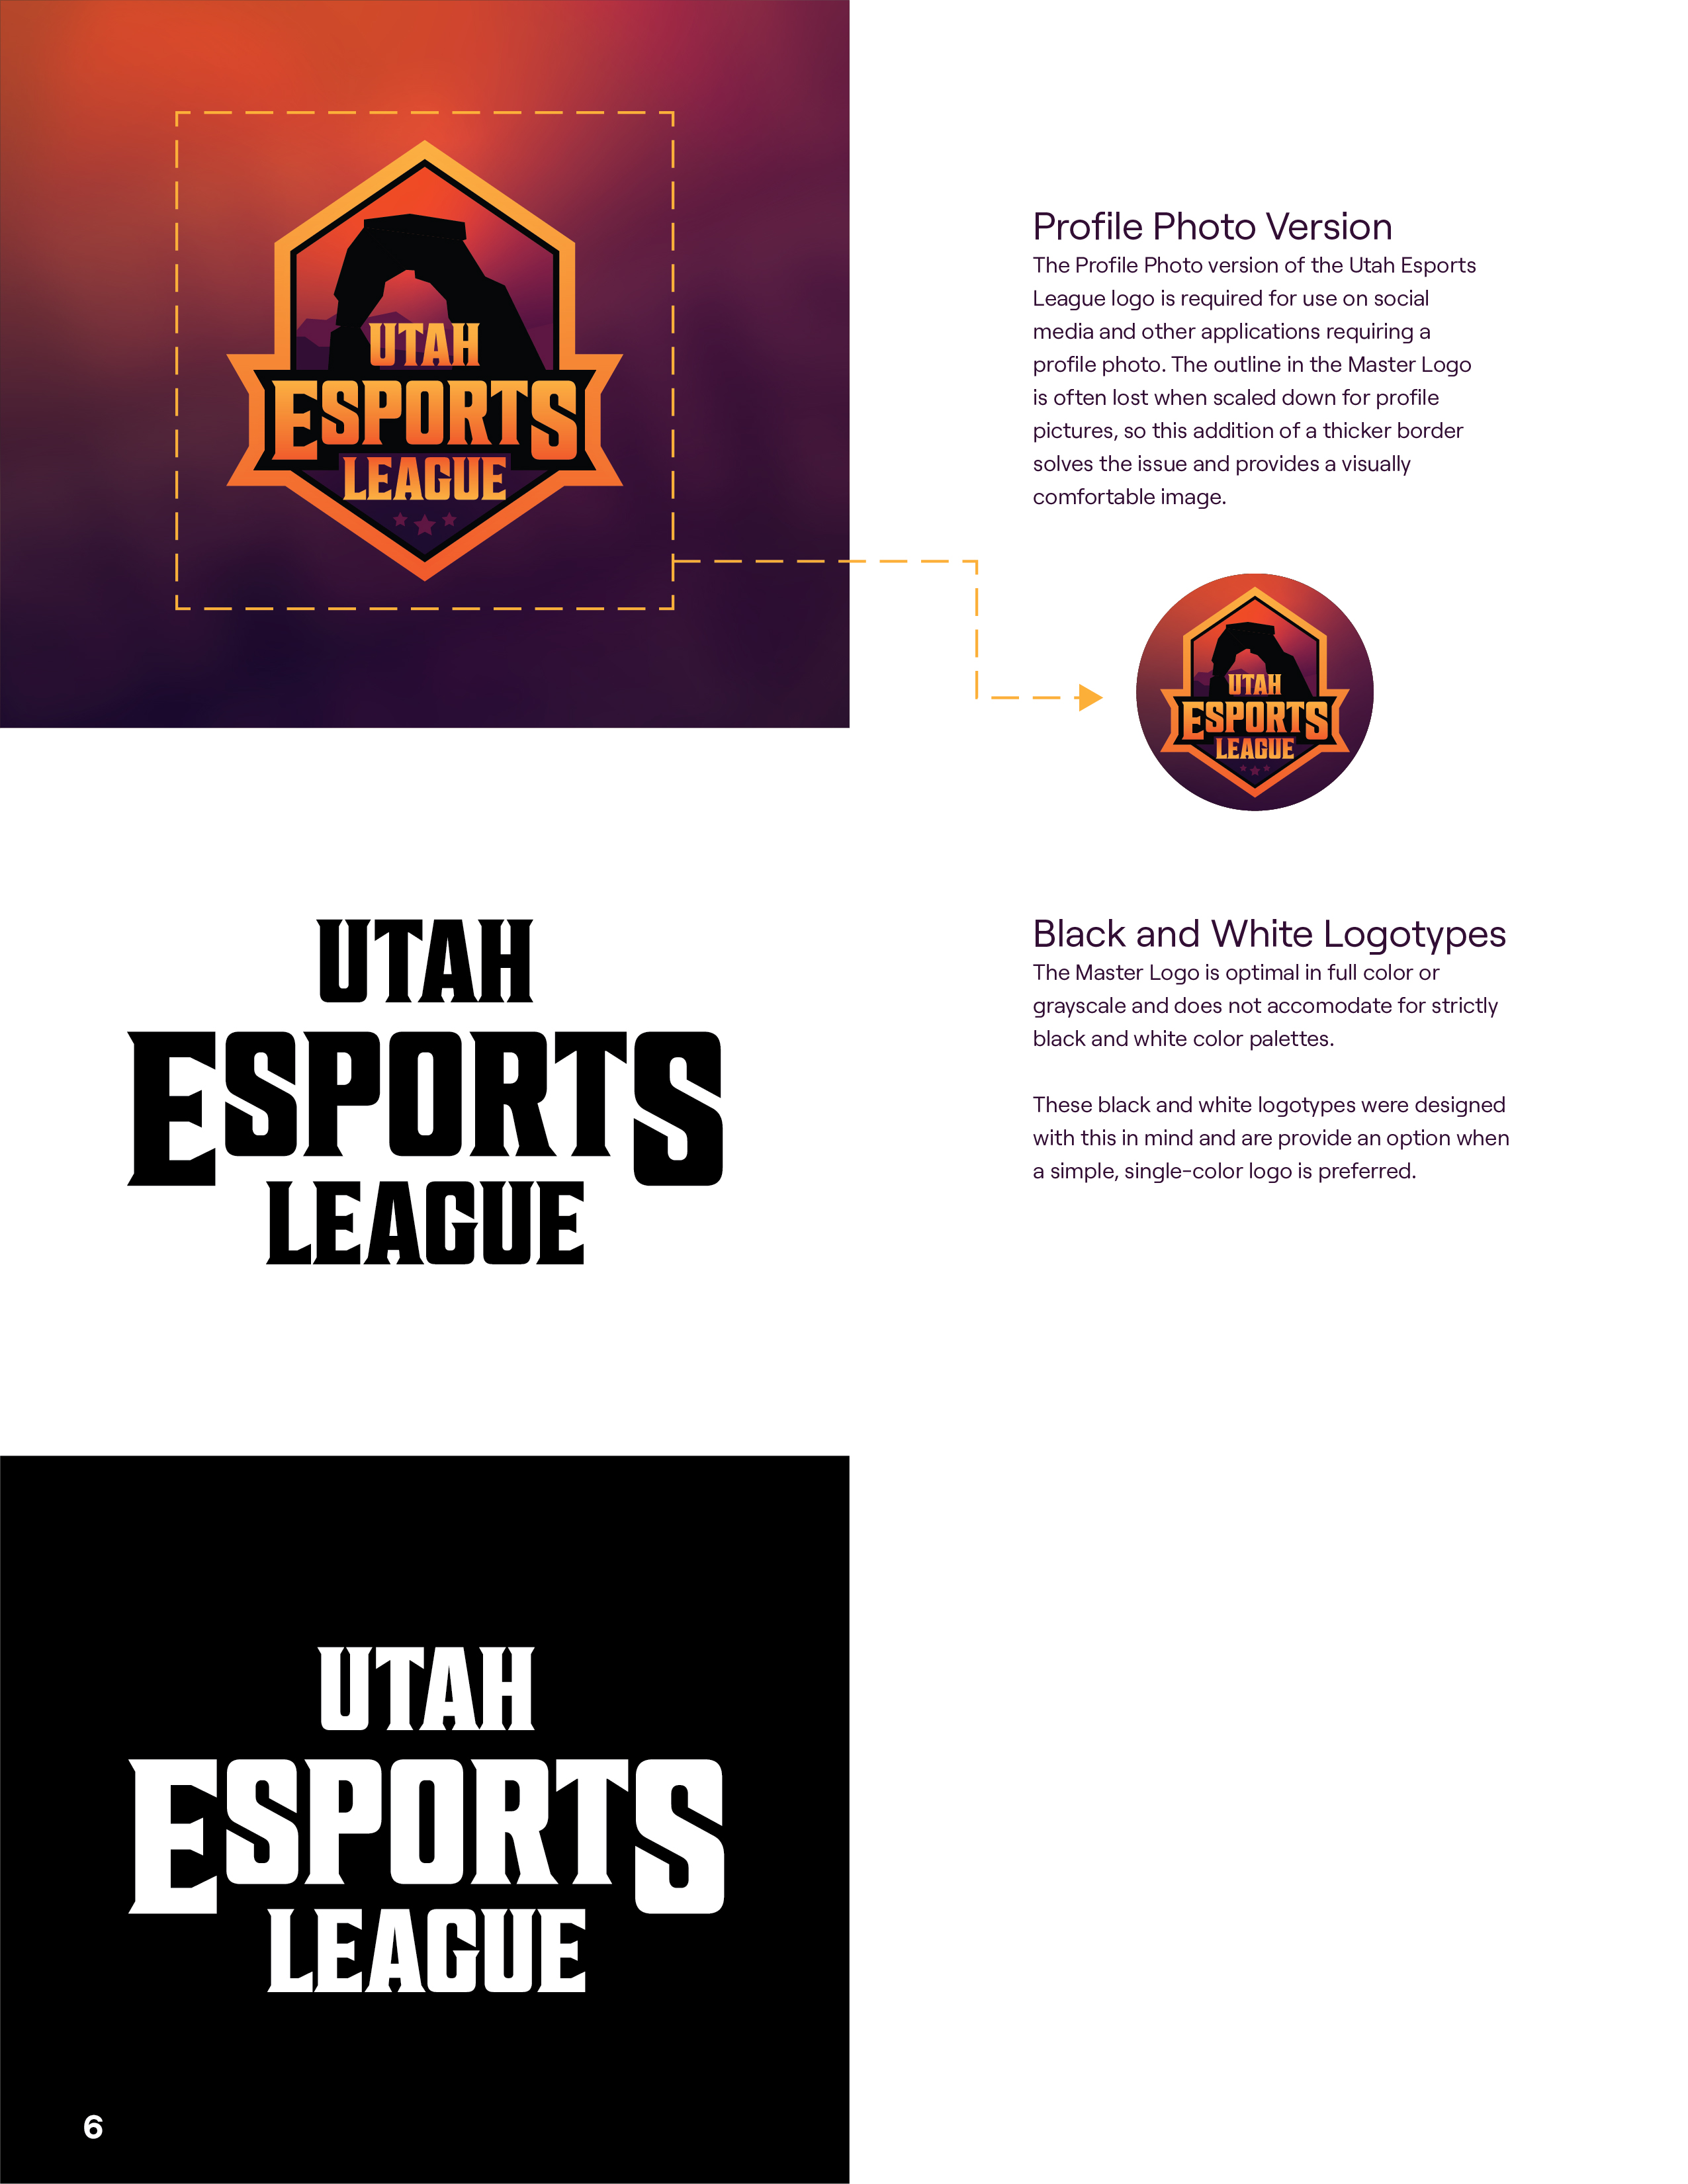 UTAH
ESPORTS
LEAGUE
Profile Photo Version
The Profile Photo version of the Utah Esports
League logo is required for use on social
media and other applications requiring a
profile photo. The outline in the Master Logo
is often lost when scaled down for profile
pictures, so this addition of a thicker border
solves the issue and provides a visually
comfortable image.
UTAH
ESPORTS
LEAGUE
UTAH
ESPORTS
LEAGUE
Black and White Logotypes
The Master Logo is optimal in full color or
grayscale and does not accomodate for strictly
black and white color palettes.
These black and white logotypes were designed
with this in mind and are provide an option when
a simple, single-color logo is preferred.
UTAH
ESPORTS
LEAGUE
6